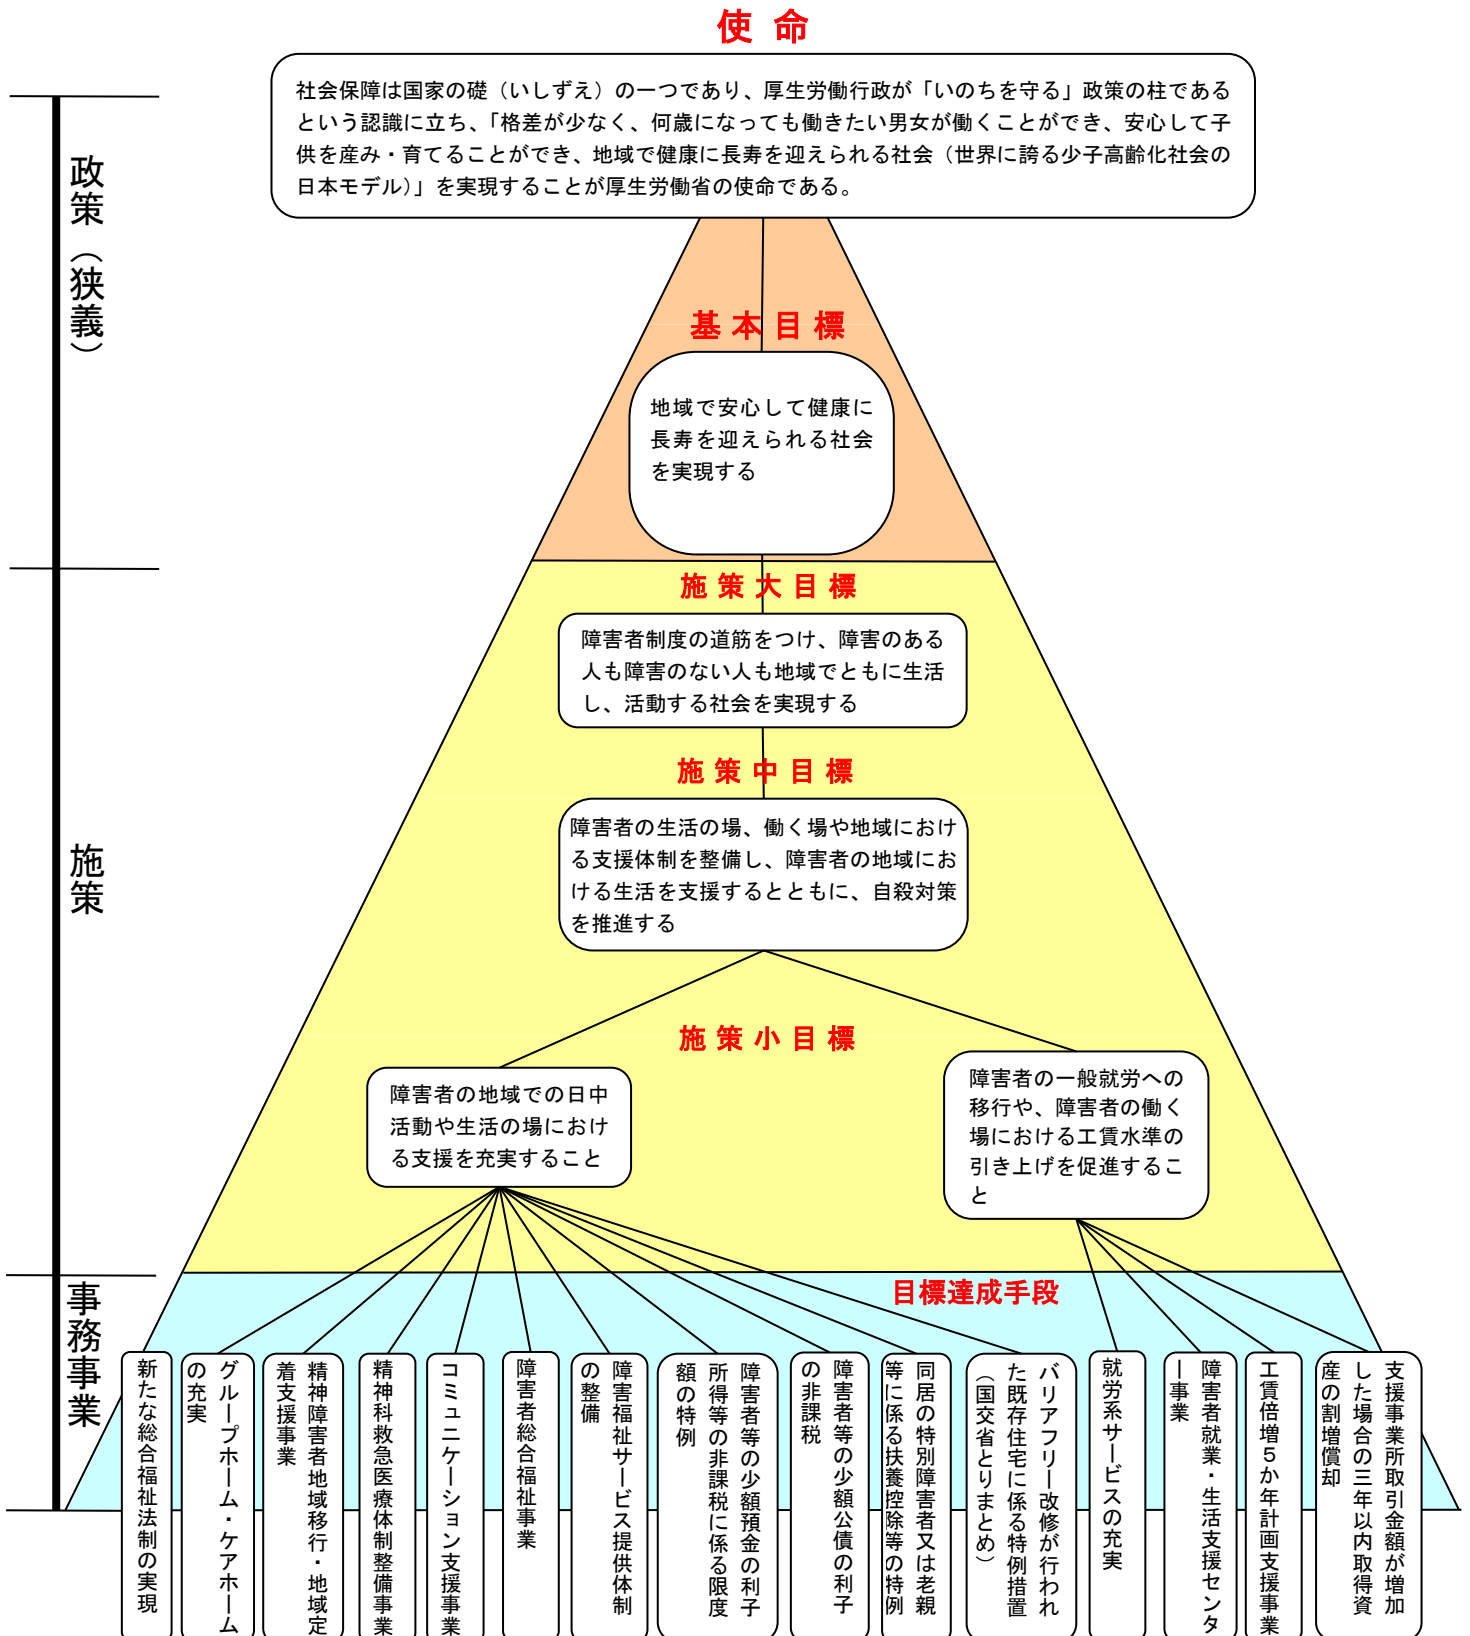 使命
社会保障は国家の礎（いしずえ）の一つであり、厚生労働行政が「いのちを守る」政策の柱である
という認識に立ち、「格差が少なく、何歳になっても働きたい男女が働くことができ、安心して子
供を産み・育てることができ、地域で健康に長寿を迎えられる社会（世界に誇る少子高齢化社会の
日本モデル）」を実現することが厚生労働省の使命である。
政策（狭義）
基本目標
地域で安心して健康に
長寿を迎えられる社会
を実現する
施策
施策大目標
障害者制度の道筋をつけ、障害のある
人も障害のない人も地域でともに生活
し、活動する社会を実現する
施策中目標
障害者の生活の場、働く場や地域におけ
る支援体制を整備し、障害者の地域にお
ける生活を支援するとともに、自殺対策
を推進する
施策小目標
障害者の地域での日中
活動や生活の場におけ
る支援を充実すること
障害者の一般就労への
移行や、障害者の働く
場における工賃水準の
引き上げを促進するこ
と
事務事業
目標達成手段
新たな総合福祉法制の実現
グループホーム・ケアホーム
の充実
精神障害者地域移行・地域定
着支援事業
精神科救急医療体制整備事業
コミュニケーション支援事業
障害者総合福祉事業
障害福祉サービス提供体制
の整備
障害者等の少額預金の利子
所得等の非課税に係る限度
額の特例
障害者等の少額公債の利子
の非課税
同居の特別障害者又は老親
等に係る扶養控除等の特例
バリアフリー改修が行われ
た既存住宅に係る特例措置
（国交省とりまとめ）
就労系サービスの充実
障害者就業・生活支援センタ
ー事業
工賃倍増５か年計画支援事業
支援事業所取引金額が増加
した場合の三年以内取得資
産の割増償却